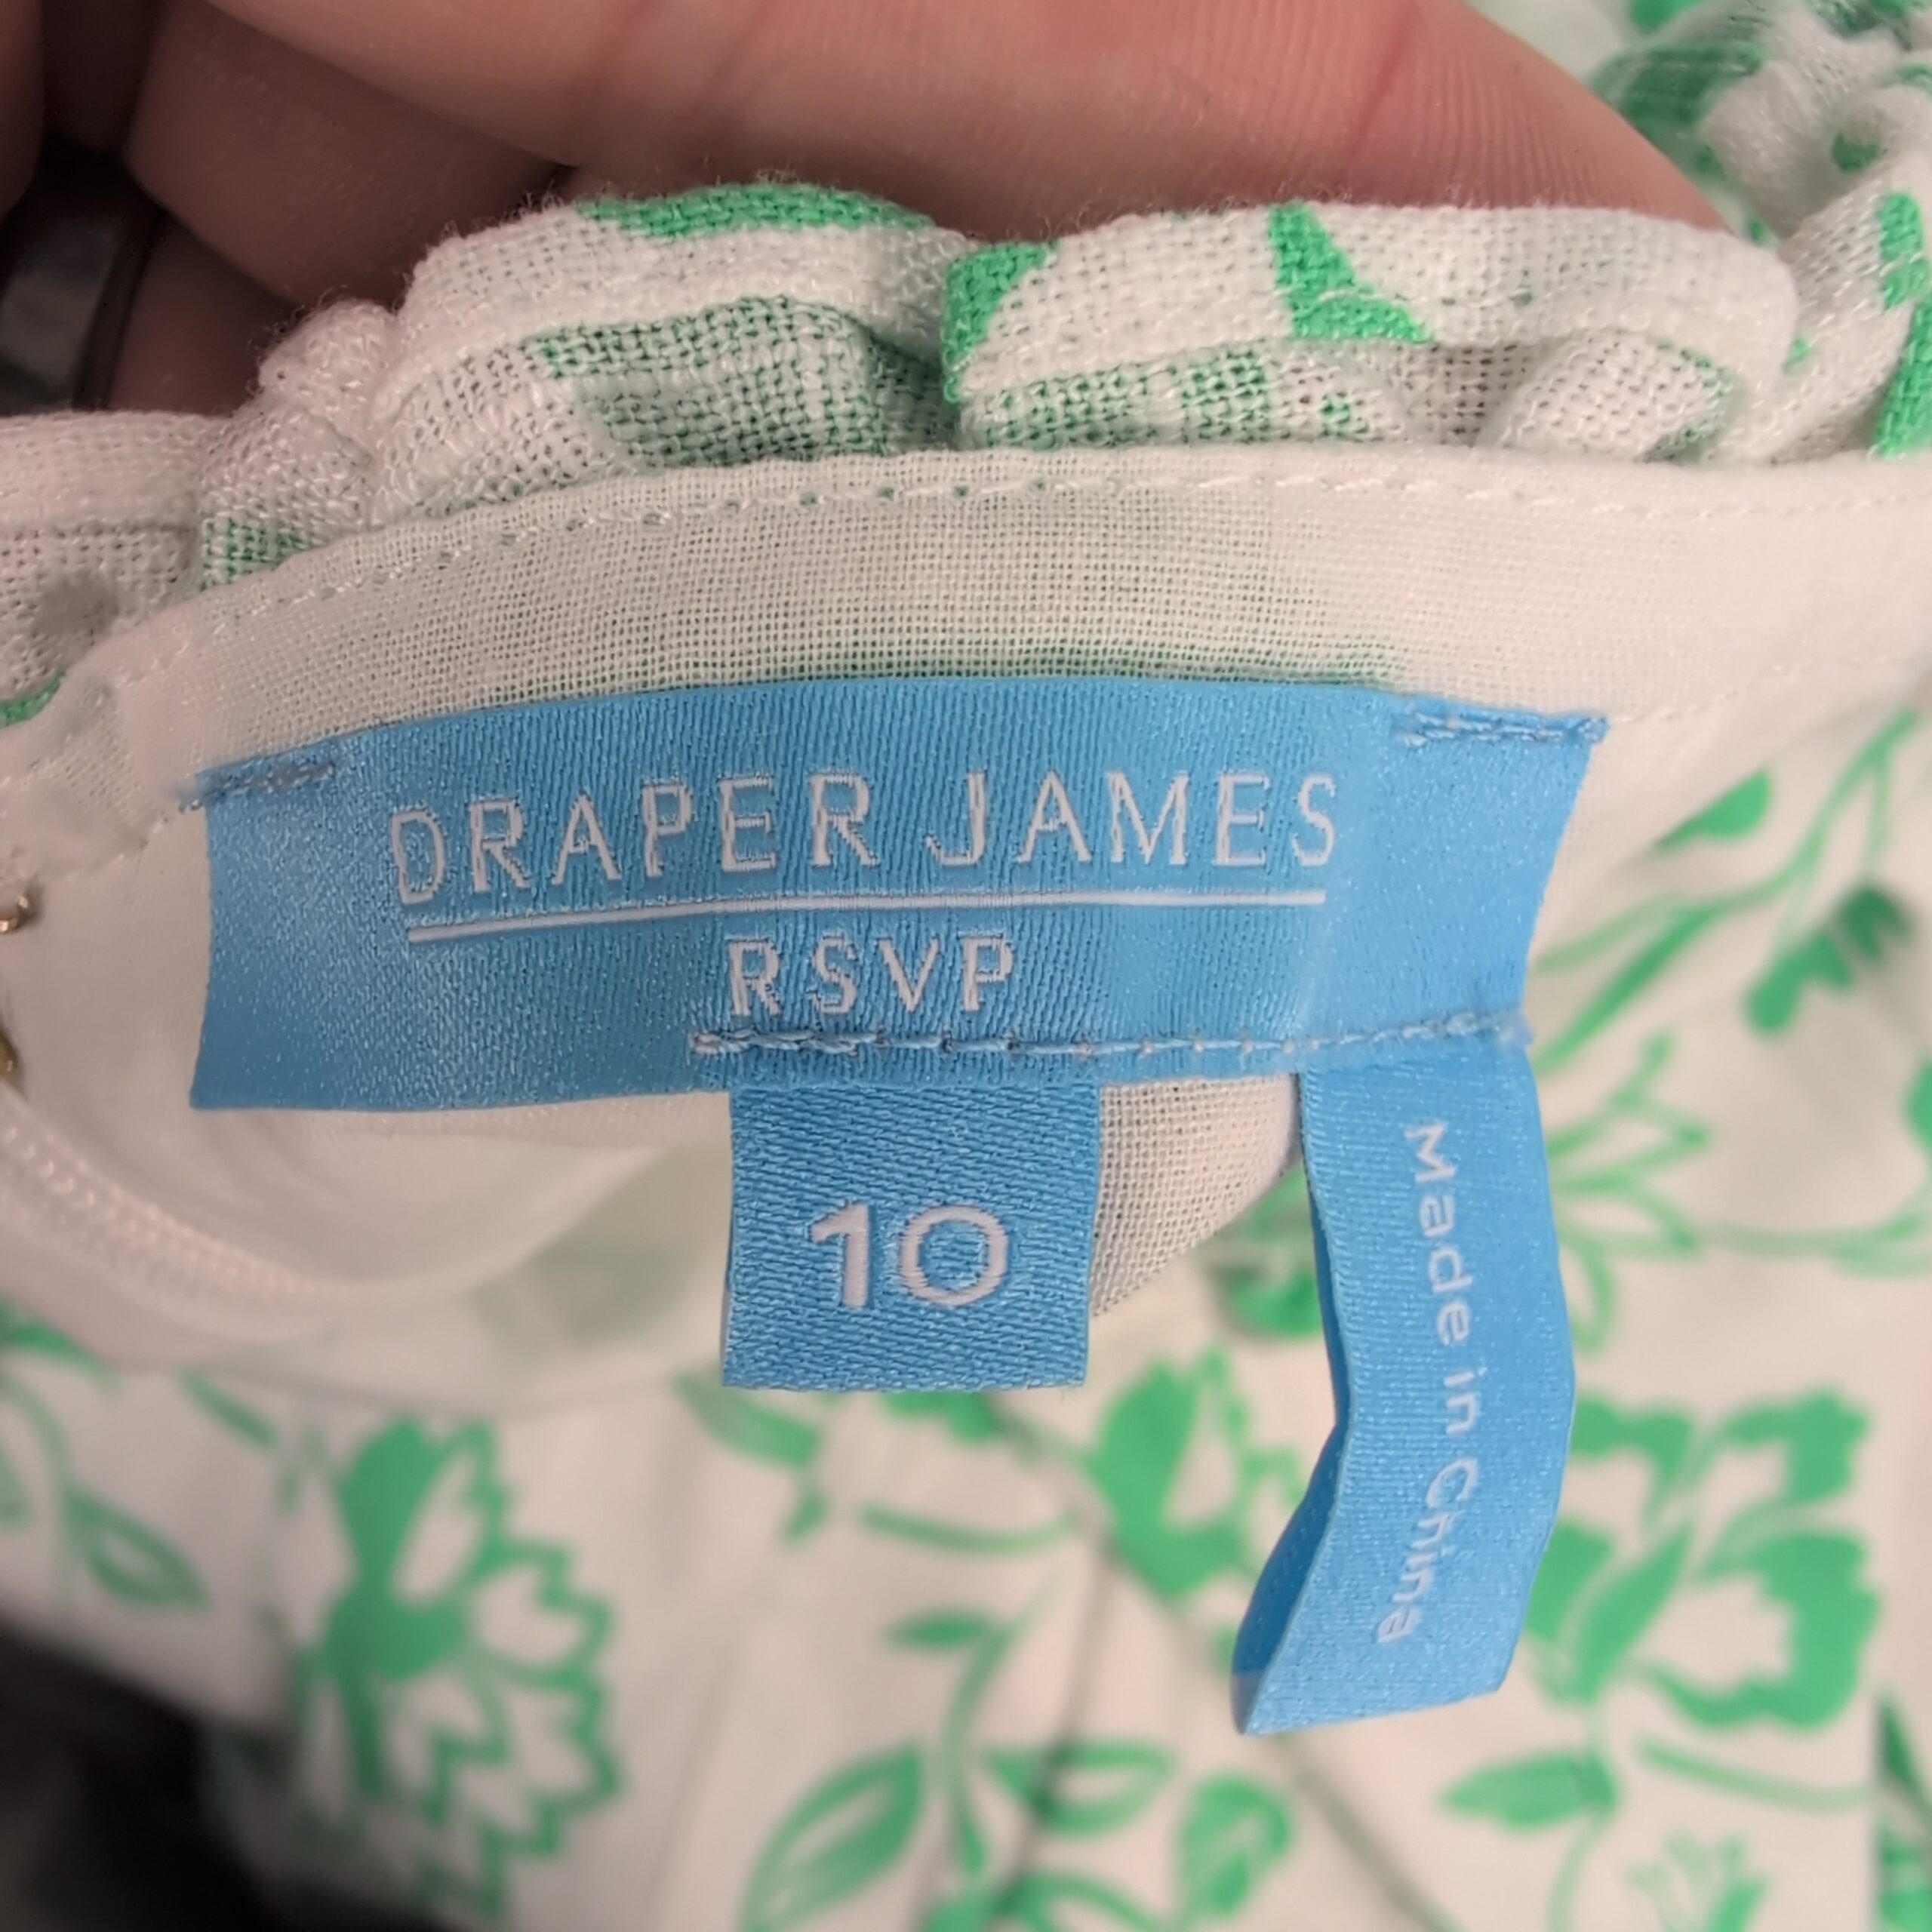 DRAPER JAMES
RSVP
10
Made in China